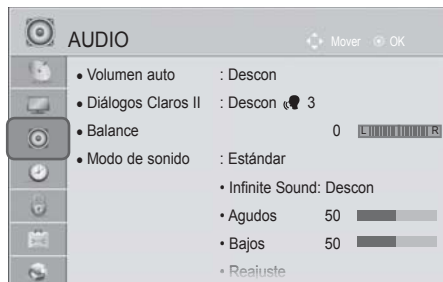 AUDIO
Mover OK
• Volumen auto : Descon
• Diálogos Claros II : Descon 3
• Balance 0 L R
• Modo de sonido : Estándar
• Infinite Sound: Descon
• Agudos 50
• Bajos 50
• Reajuste